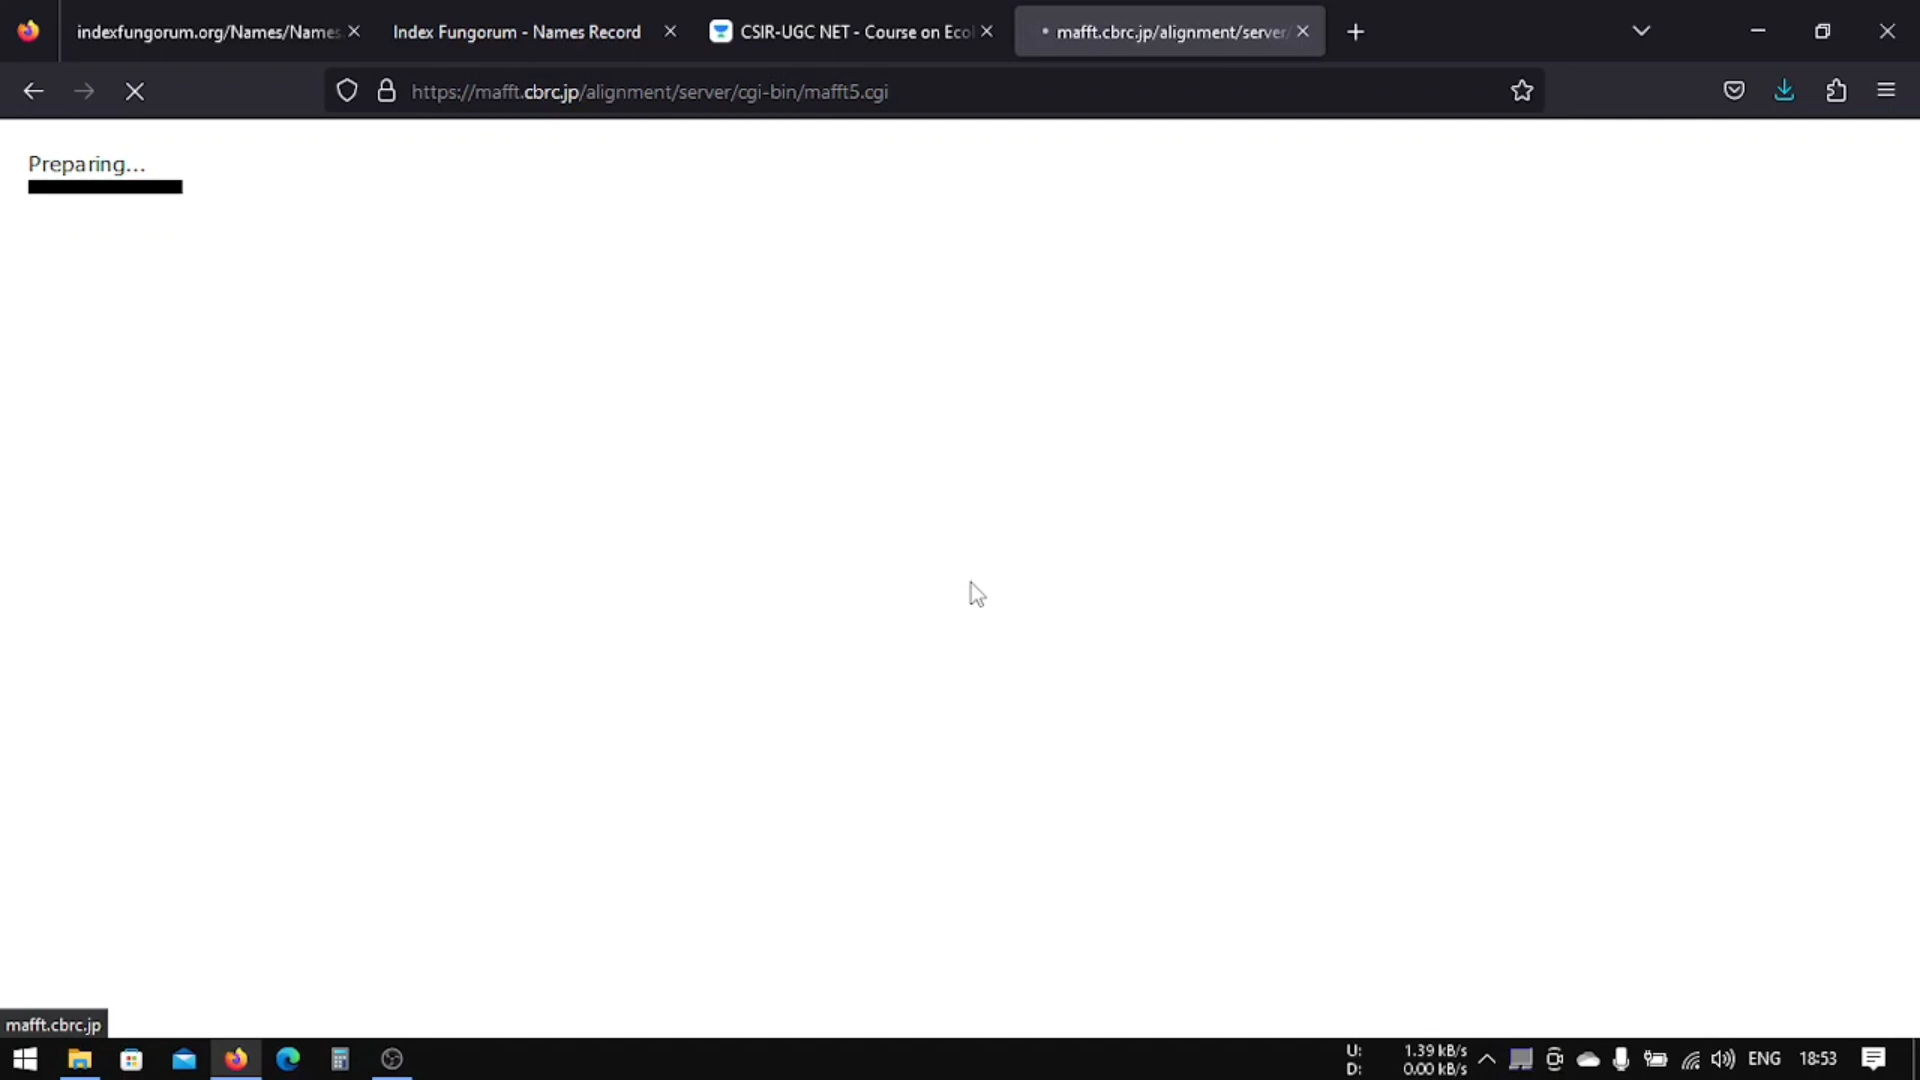 indexfungorum.org/Names/Names
Index Fungorum - Names Record
CSIR-UGC NET - Course on Ecol
mafft.cbrc.jp/alignment/server/
https://mafft.cbrc.jp/alignment/server/cgi-bin/mafft5.cgi
Preparing...
mafft.cbrc.jp
U: 1.39 kB/s
D: 0.00 kB/s
ENG
18:53